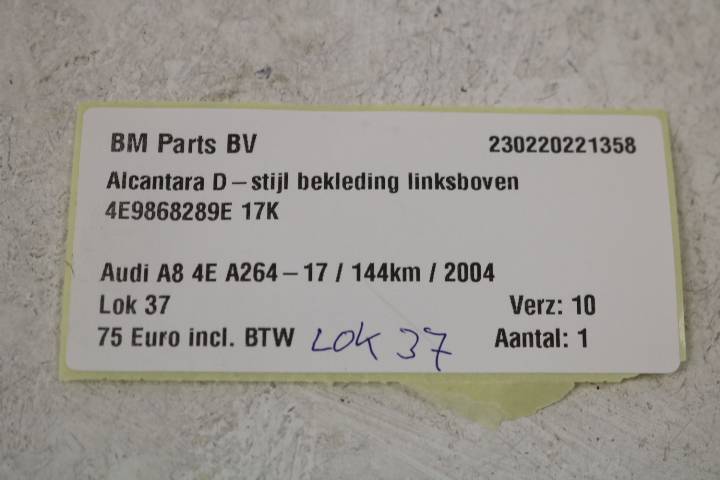 BM Parts BV 230220221358
Alcantara D-stijl bekleding linksboven
4E9868289E 17K
Audi A8 4E A264-17 / 144km / 2004
Lok 37 Verz: 10
75 Euro incl. BTW LOK 37 Aantal: 1